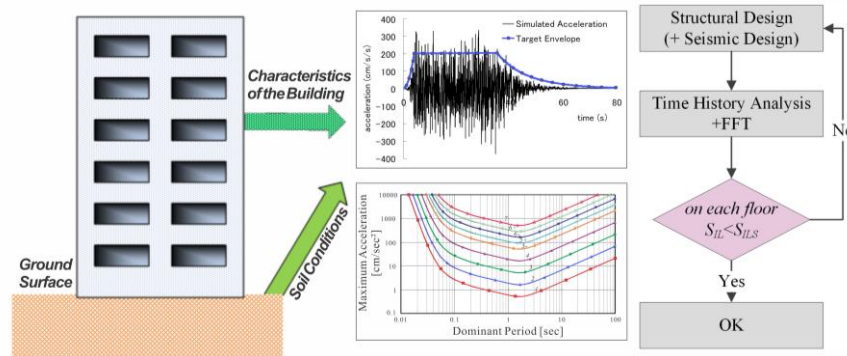 Characteristics
of the Building
Ground
Surface
Soil Conditions
Simulated Acceleration
Target Envelope
acceleration (cm/s/s)
400
300
200
100
0
-100
-200
-300
-400
0
60
80
time (s)
Maximum Acceleration
[cm/sec²]
10000
1000
100
10
1
0.1
0.01
0.1
1
10
100
Dominant Period [sec]
Structural Design
(+ Seismic Design)
Time History Analysis
+FFT
No
on each floor
S_IL<S_ILS
Yes
OK